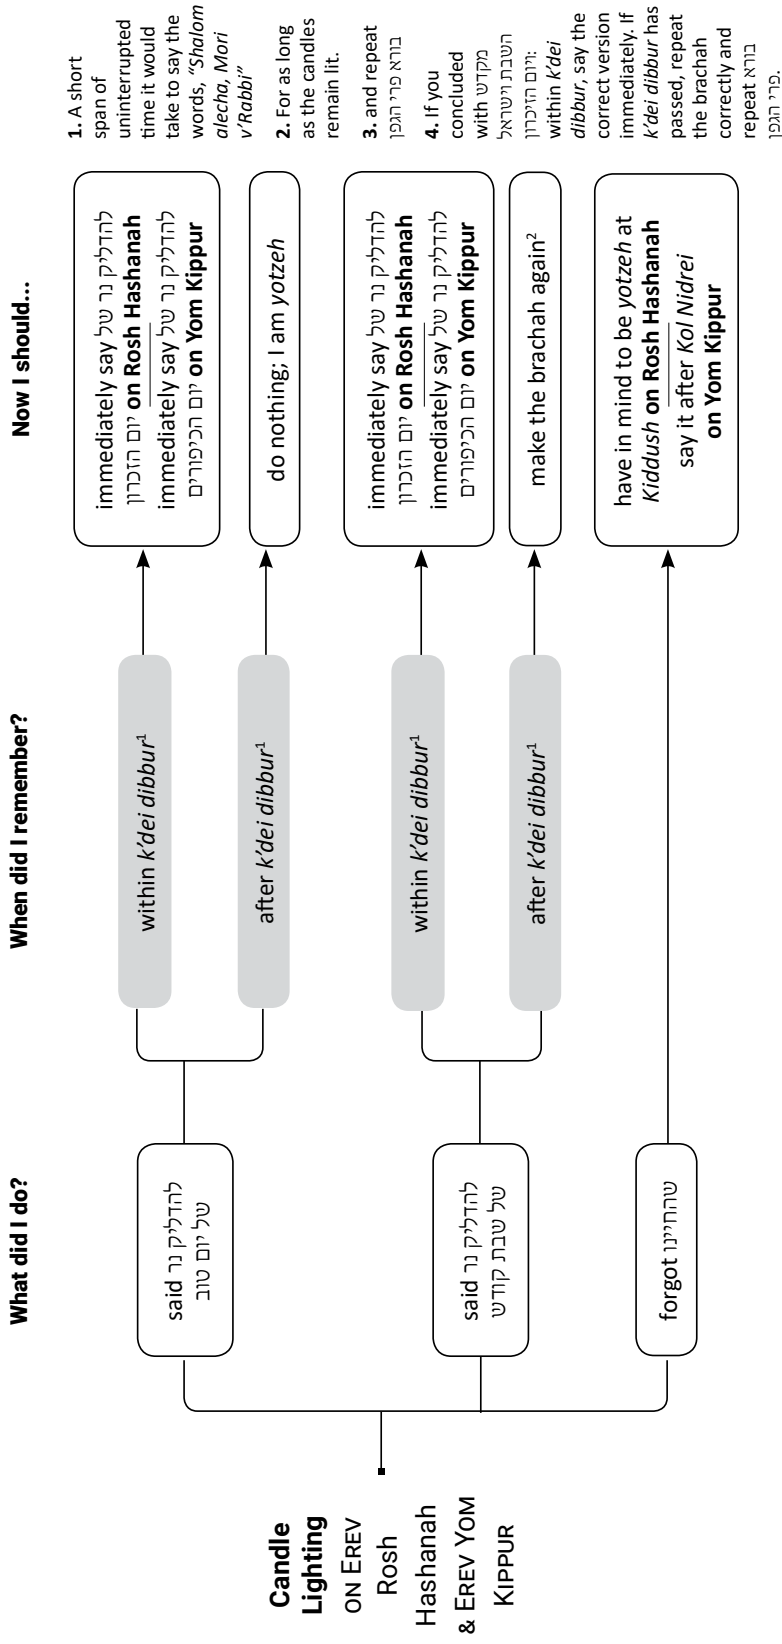 What did I do?
When did I remember?
Now I should...
Candle
Lighting
ON EREV
Rosh
Hashanah
& EREV YOM
KIPPUR
said להדליק נר
של יום טוב
within k'dei dibbur¹
immediately say להדליק נר של
יום הזכרון on Rosh Hashanah
immediately say להדליק נר של
יום הכיפורים on Yom Kippur
after k'dei dibbur¹
do nothing; I am yotzeh
said להדליק נר
של שבת קודש
within k'dei dibbur¹
immediately say להדליק נר של
יום הזכרון on Rosh Hashanah
immediately say להדליק נר של
יום הכיפורים on Yom Kippur
after k'dei dibbur¹
make the brachah again²
forgot שהחיינו
have in mind to be yotzeh at
Kiddush on Rosh Hashanah
say it after Kol Nidrei
on Yom Kippur
1. A short
span of
uninterrupted
time it would
take to say the
words, "Shalom
alecha, Mori
v'Rabbi"
2. For as long
as the candles
remain lit.
3. and repeat
בורא פרי הגפן
4. If you
concluded
with מקדש
השבת וישראל
ויום הזיכרון:
within k'dei
dibbur, say the
correct version
immediately. If
k'dei dibbur has
passed, repeat
the brachah
correctly and
repeat בורא
פרי הגפן.